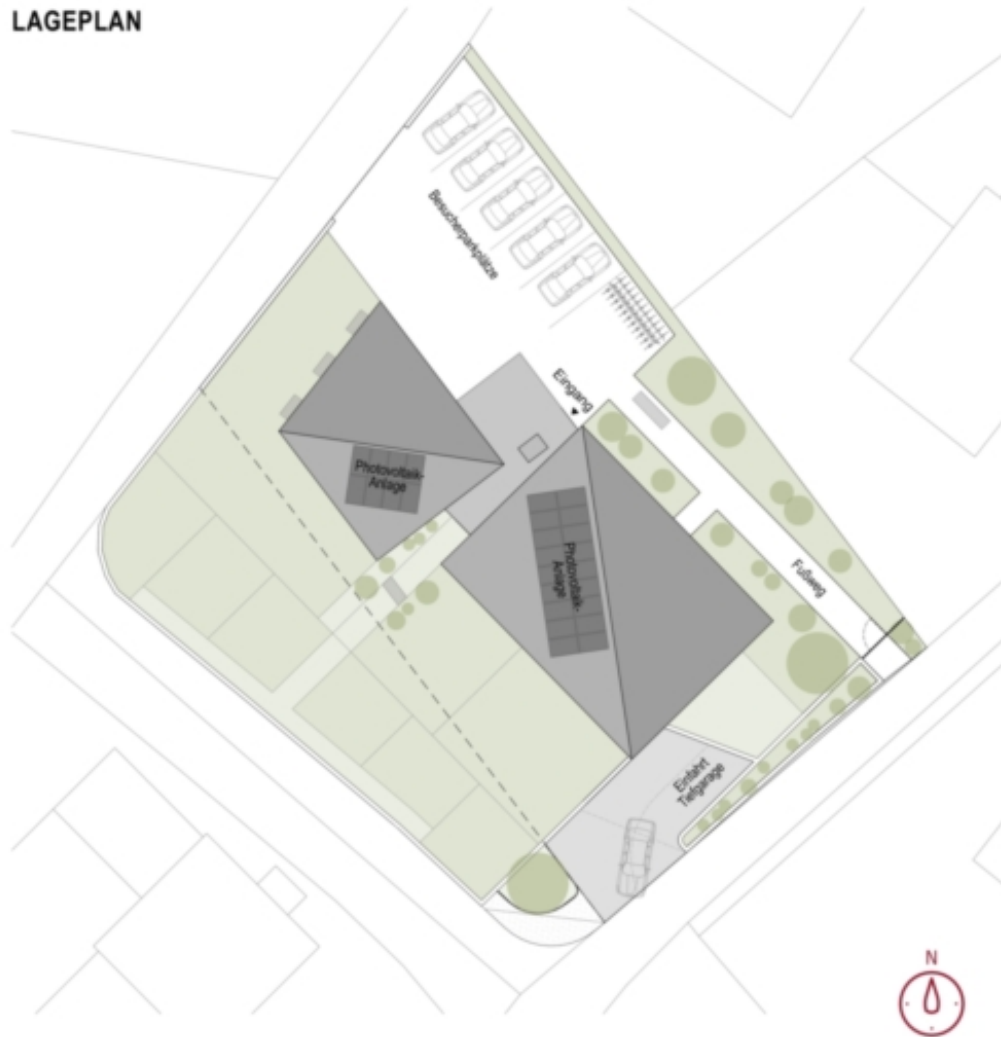 LAGEPLAN
Besucherparkplätze
Eingang
Photovoltaik-
Anlage
Photovoltaik-
Anlage
Fußweg
Einfahrt
Tiefgarage
N